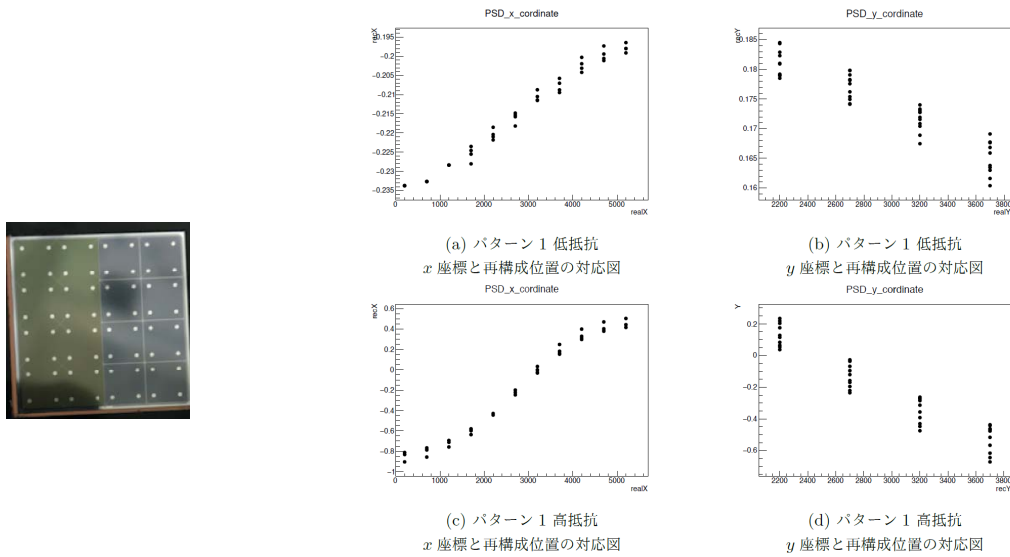 PSD_x_cordinate
recX
−0.195
−0.2
−0.205
−0.21
−0.215
−0.22
−0.225
−0.23
−0.235
0 1000 2000 3000 4000 5000
realX
(a) パターン 1 低抵抗
x 座標と再構成位置の対応図
PSD_y_cordinate
recY
0.185
0.18
0.175
0.17
0.165
0.16
2200 2400 2600 2800 3000 3200 3400 3600 3800
realY
(b) パターン 1 低抵抗
y 座標と再構成位置の対応図
PSD_x_cordinate
recX
0.6
0.4
0.2
0
−0.2
−0.4
−0.6
−0.8
−1
0 1000 2000 3000 4000 5000
realX
(c) パターン 1 高抵抗
x 座標と再構成位置の対応図
PSD_y_cordinate
Y
0.2
0
−0.2
−0.4
−0.6
2200 2400 2600 2800 3000 3200 3400 3600 3800
recY
(d) パターン 1 高抵抗
y 座標と再構成位置の対応図